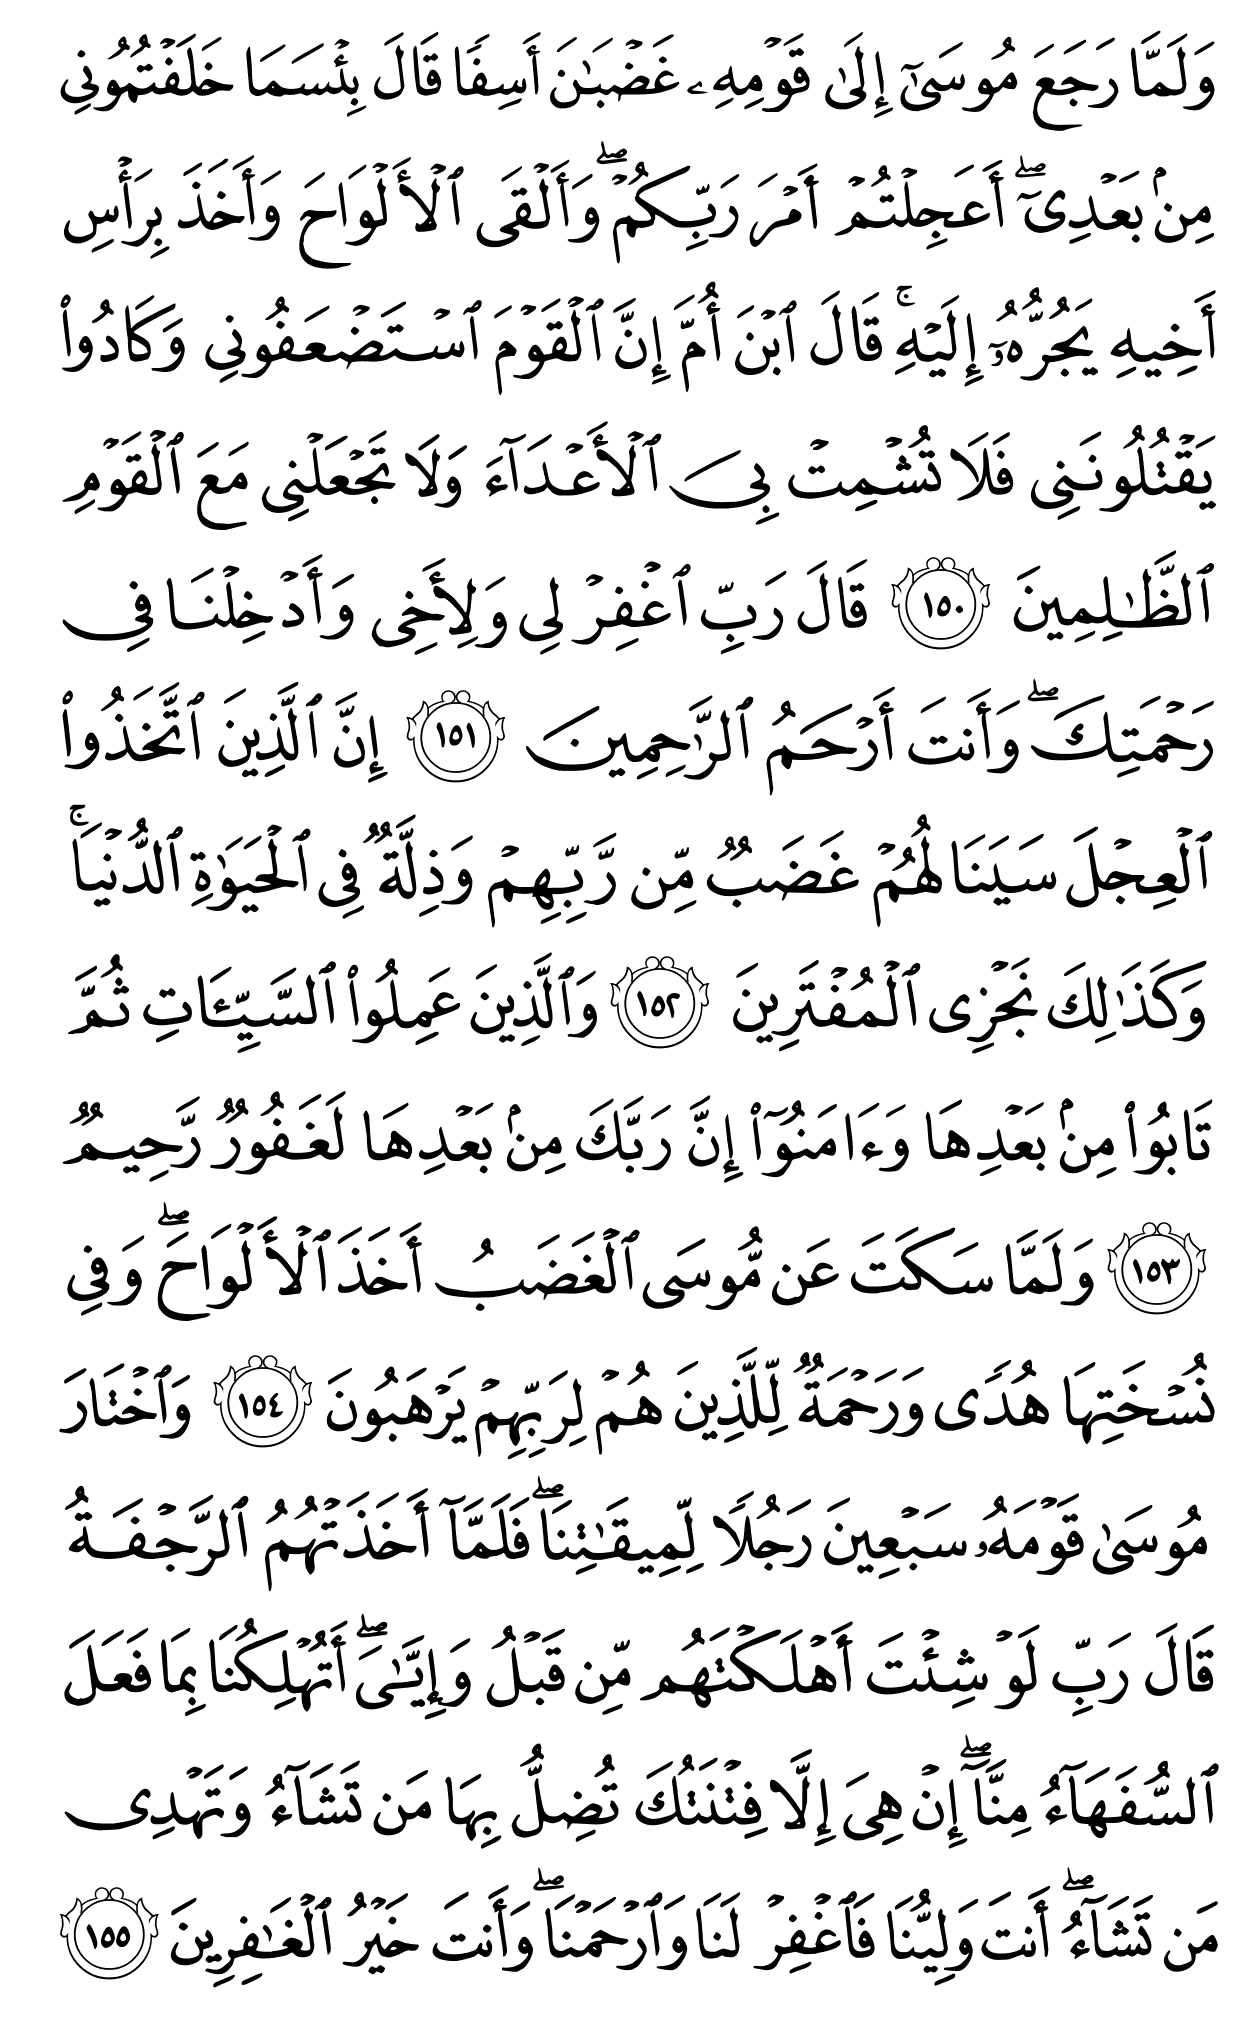 وَلَمَّا رَجَعَ مُوسَىٰٓ إِلَىٰ قَوْمِهِۦ غَضْبَـٰنَ أَسِفًا قَالَ بِئْسَمَا خَلَفْتُمُونِى
مِنۢ بَعْدِىٓ ۖ أَعَجِلْتُمْ أَمْرَ رَبِّكُمْ ۖ وَأَلْقَى ٱلْأَلْوَاحَ وَأَخَذَ بِرَأْسِ
أَخِيهِ يَجُرُّهُۥٓ إِلَيْهِ ۚ قَالَ ٱبْنَ أُمَّ إِنَّ ٱلْقَوْمَ ٱسْتَضْعَفُونِى وَكَادُوا۟
يَقْتُلُونَنِى فَلَا تُشْمِتْ بِىَ ٱلْأَعْدَآءَ وَلَا تَجْعَلْنِى مَعَ ٱلْقَوْمِ
ٱلظَّـٰلِمِينَ ١٥٠ قَالَ رَبِّ ٱغْفِرْ لِى وَلِأَخِى وَأَدْخِلْنَا فِى
رَحْمَتِكَ ۖ وَأَنتَ أَرْحَمُ ٱلرَّٰحِمِينَ ١٥١ إِنَّ ٱلَّذِينَ ٱتَّخَذُوا۟
ٱلْعِجْلَ سَيَنَالُهُمْ غَضَبٌ مِّن رَّبِّهِمْ وَذِلَّةٌ فِى ٱلْحَيَوٰةِ ٱلدُّنْيَا ۚ
وَكَذَٰلِكَ نَجْزِى ٱلْمُفْتَرِينَ ١٥٢ وَٱلَّذِينَ عَمِلُوا۟ ٱلسَّيِّـَٔاتِ ثُمَّ
تَابُوا۟ مِنۢ بَعْدِهَا وَءَامَنُوٓا۟ إِنَّ رَبَّكَ مِنۢ بَعْدِهَا لَغَفُورٌ رَّحِيمٌ
١٥٣ وَلَمَّا سَكَتَ عَن مُّوسَى ٱلْغَضَبُ أَخَذَ ٱلْأَلْوَاحَ ۖ وَفِى
نُسْخَتِهَا هُدًى وَرَحْمَةٌ لِّلَّذِينَ هُمْ لِرَبِّهِمْ يَرْهَبُونَ ١٥٤ وَٱخْتَارَ
مُوسَىٰ قَوْمَهُۥ سَبْعِينَ رَجُلًا لِّمِيقَـٰتِنَا ۖ فَلَمَّآ أَخَذَتْهُمُ ٱلرَّجْفَةُ
قَالَ رَبِّ لَوْ شِئْتَ أَهْلَكْتَهُم مِّن قَبْلُ وَإِيَّـٰىَ ۖ أَتُهْلِكُنَا بِمَا فَعَلَ
ٱلسُّفَهَآءُ مِنَّآ ۖ إِنْ هِىَ إِلَّا فِتْنَتُكَ تُضِلُّ بِهَا مَن تَشَآءُ وَتَهْدِى
مَن تَشَآءُ ۖ أَنتَ وَلِيُّنَا فَٱغْفِرْ لَنَا وَٱرْحَمْنَا ۖ وَأَنتَ خَيْرُ ٱلْغَـٰفِرِينَ ١٥٥